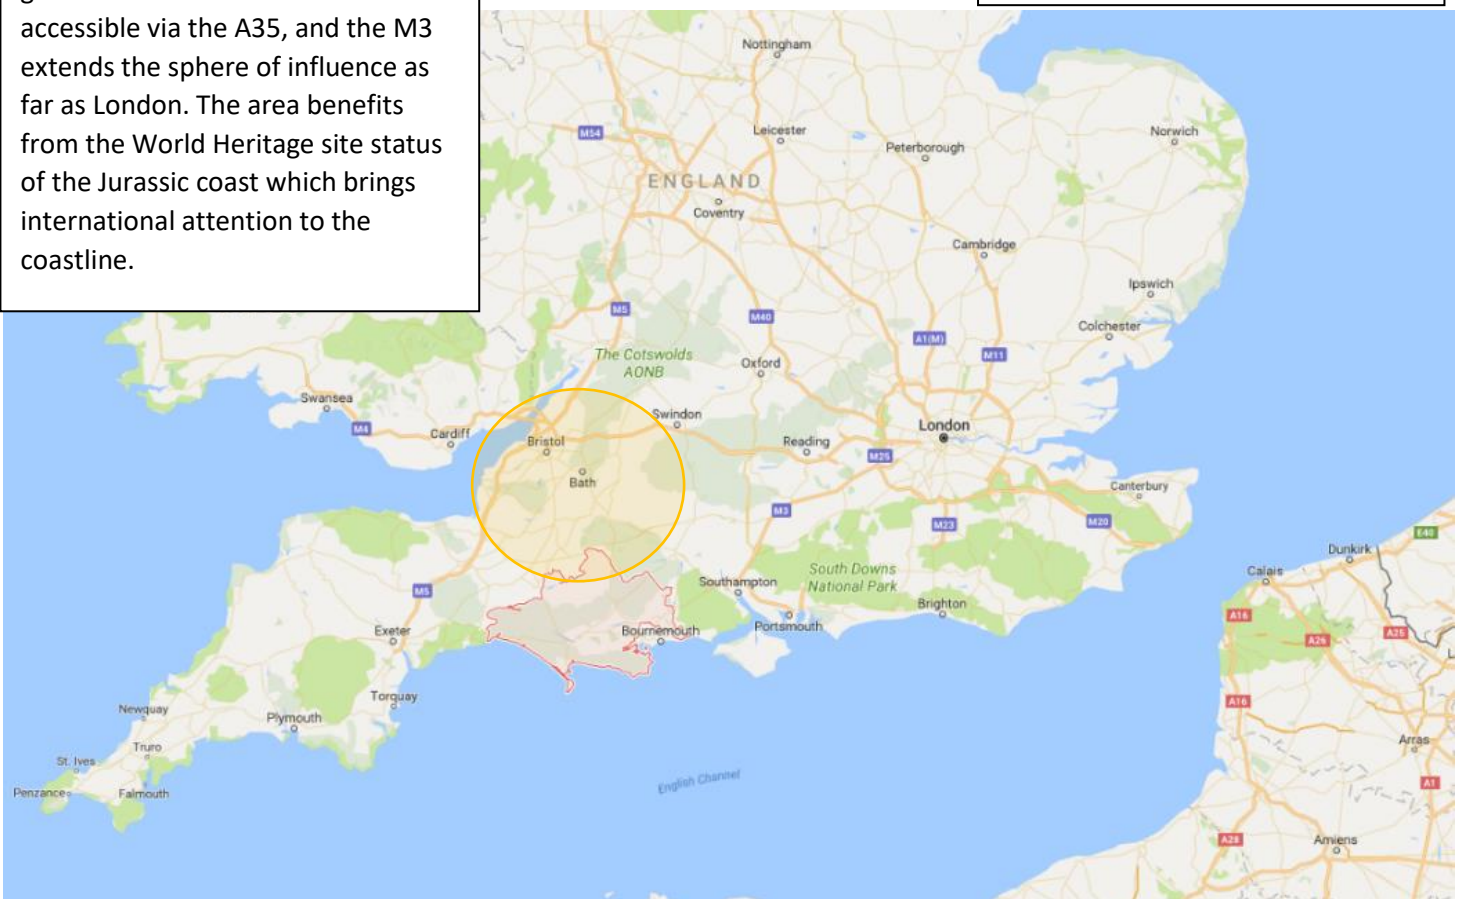 accessible via the A35, and the M3
extends the sphere of influence as
far as London. The area benefits
from the World Heritage site status
of the Jurassic coast which brings
international attention to the
coastline.
Nottingham
M54
Leicester
Peterborough
Norwich
ENGLAND
Coventry
Cambridge
Ipswich
M5
M40
Colchester
A1(M)
M11
The Cotswolds
AONB
Oxford
Swansea
M4
Cardiff
Bristol
Swindon
Reading
London
M25
Bath
Canterbury
M3
M23
M20
E40
Dunkirk
Calais
South Downs
National Park
Southampton
M5
Brighton
A16
A26
A25
Exeter
Bournemouth
Portsmouth
Torquay
A16
Newquay
Plymouth
Truro
Arras
St. Ives
English Channel
Penzance
Falmouth
A1
A28
Amiens